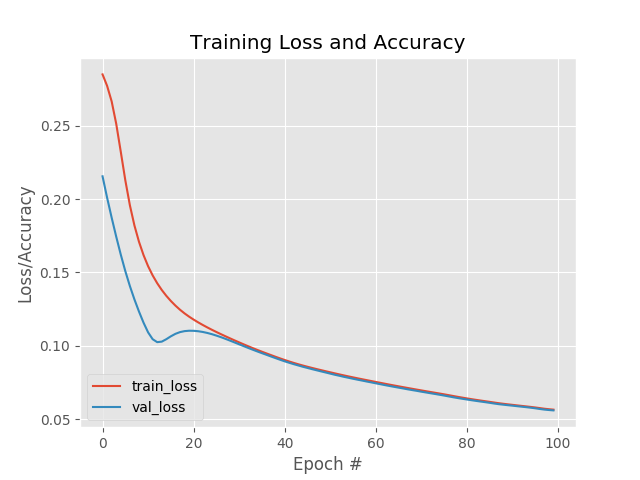 Training Loss and Accuracy
Loss/Accuracy
0.25
0.20
0.15
0.10
0.05
train_loss
val_loss
0 20 40 60 80 100
Epoch #